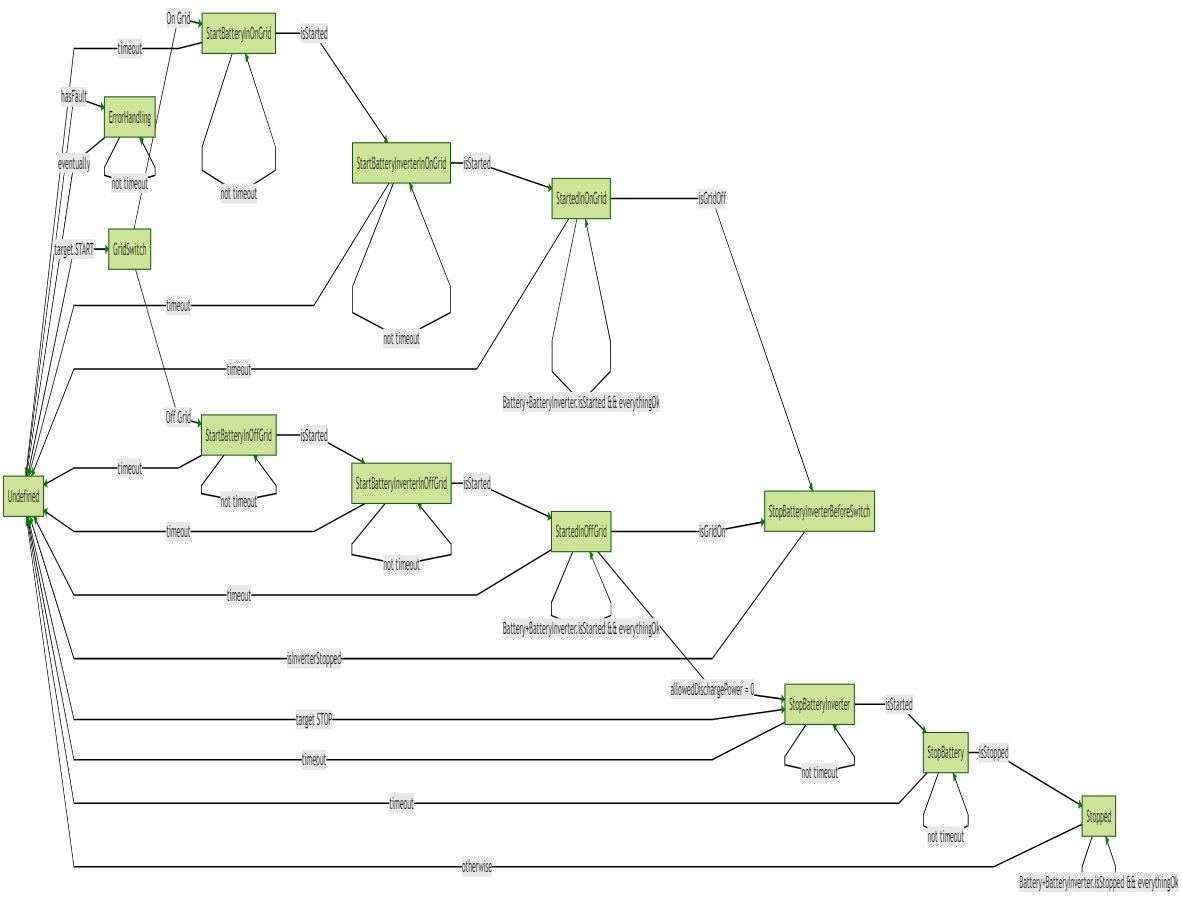 On Grid
StartBatteryInOnGrid
isStarted
timeout
hasFault
ErrorHandling
eventually
not timeout
not timeout
StartBatteryInverterInOnGrid
isStarted
StartedInOnGrid
isGridOff
target START
GridSwitch
timeout
not timeout
timeout
Battery+BatteryInverter.isStarted && everythingOk
Off Grid
StartBatteryInOffGrid
isStarted
timeout
StartBatteryInverterInOffGrid
isStarted
Undefined
not timeout
StopBatteryInverterBeforeSwitch
timeout
StartedInOffGrid
isGridOn
not timeout
timeout
Battery+BatteryInverter.isStarted && everythingOk
isInverterStopped
allowedDischargePower = 0
StopBatteryInverter
isStarted
target STOP
timeout
not timeout
StopBattery
isStopped
timeout
not timeout
Stopped
otherwise
Battery+BatteryInverter.isStopped && everythingOk